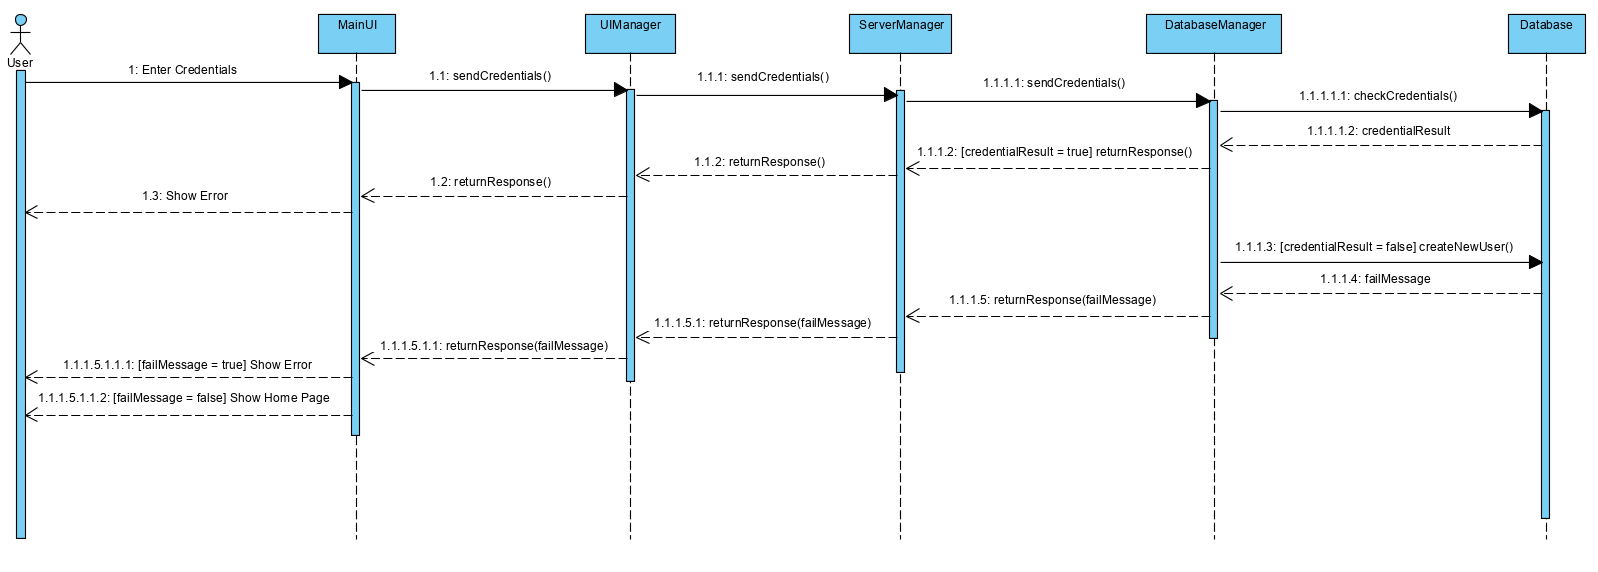 MainUI
UIManager
ServerManager
DatabaseManager
Database
User
1: Enter Credentials
1.1: sendCredentials()
1.1.1: sendCredentials()
1.1.1.1: sendCredentials()
1.1.1.1.1: checkCredentials()
1.1.1.1.2: credentialResult
1.1.1.2: [credentialResult = true] returnResponse()
1.1.2: returnResponse()
1.2: returnResponse()
1.3: Show Error
1.1.1.3: [credentialResult = false] createNewUser()
1.1.1.4: failMessage
1.1.1.5: returnResponse(failMessage)
1.1.1.5.1: returnResponse(failMessage)
1.1.1.5.1.1: returnResponse(failMessage)
1.1.1.5.1.1.1: [failMessage = true] Show Error
1.1.1.5.1.1.2: [failMessage = false] Show Home Page